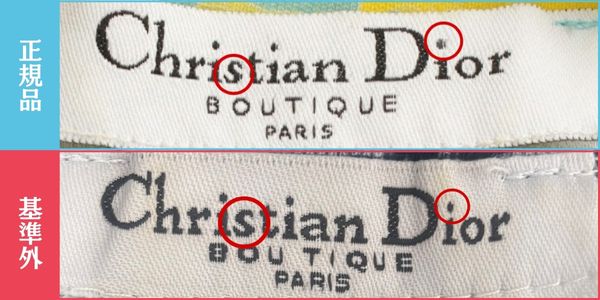 正規品
Christian Dior
BOUTIQUE
PARIS
基準外
Christian Dior
BOUTIQUE
PARIS